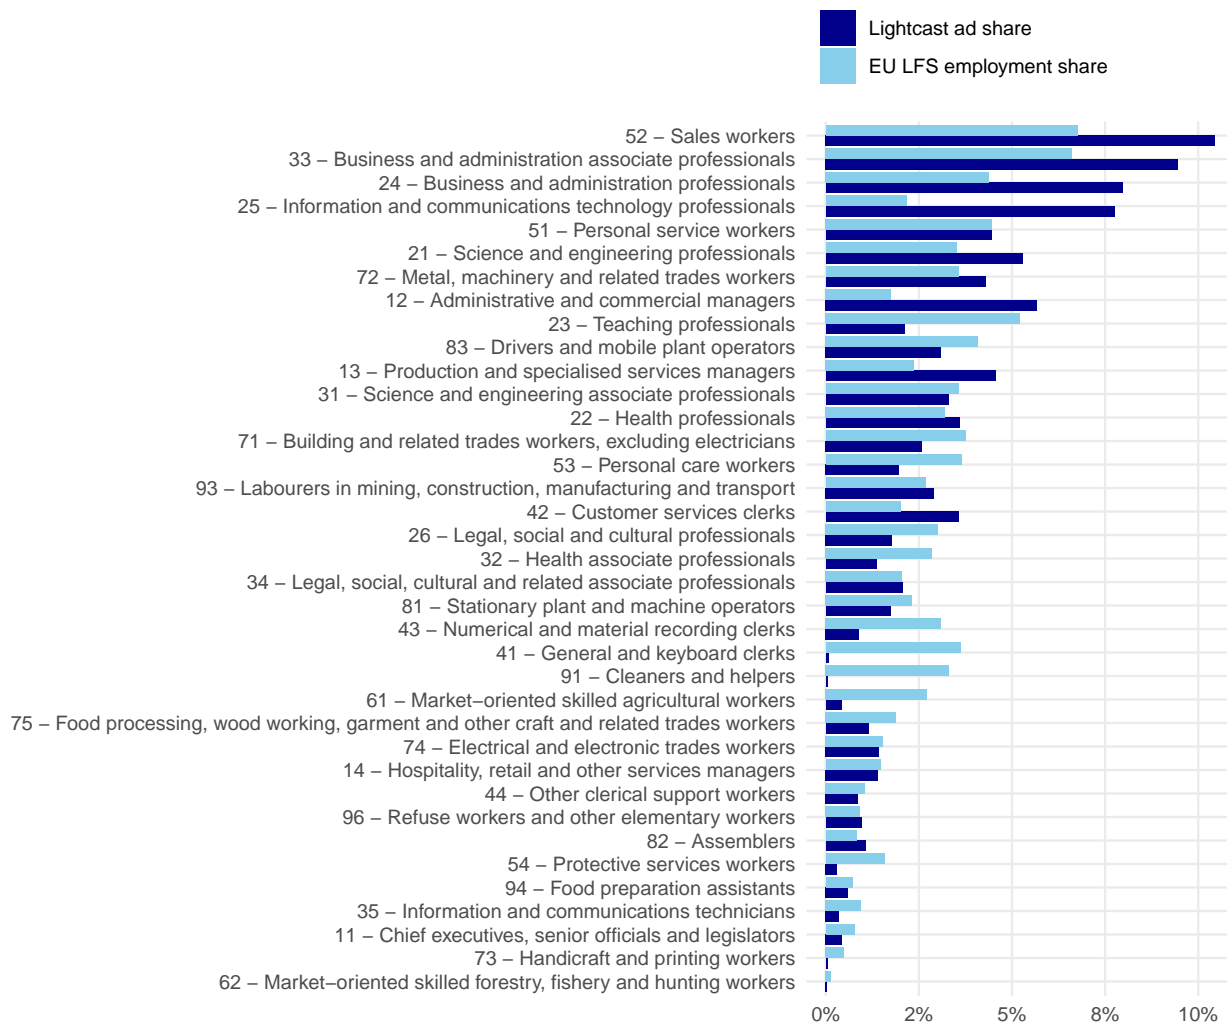 Lightcast ad share
EU LFS employment share
52 − Sales workers
33 − Business and administration associate professionals
24 − Business and administration professionals
25 − Information and communications technology professionals
51 − Personal service workers
21 − Science and engineering professionals
72 − Metal, machinery and related trades workers
12 − Administrative and commercial managers
23 − Teaching professionals
83 − Drivers and mobile plant operators
13 − Production and specialised services managers
31 − Science and engineering associate professionals
22 − Health professionals
71 − Building and related trades workers, excluding electricians
53 − Personal care workers
93 − Labourers in mining, construction, manufacturing and transport
42 − Customer services clerks
26 − Legal, social and cultural professionals
32 − Health associate professionals
34 − Legal, social, cultural and related associate professionals
81 − Stationary plant and machine operators
43 − Numerical and material recording clerks
41 − General and keyboard clerks
91 − Cleaners and helpers
61 − Market−oriented skilled agricultural workers
75 − Food processing, wood working, garment and other craft and related trades workers
74 − Electrical and electronic trades workers
14 − Hospitality, retail and other services managers
44 − Other clerical support workers
96 − Refuse workers and other elementary workers
82 − Assemblers
54 − Protective services workers
94 − Food preparation assistants
35 − Information and communications technicians
11 − Chief executives, senior officials and legislators
73 − Handicraft and printing workers
62 − Market−oriented skilled forestry, fishery and hunting workers
0% 2% 5% 8% 10%